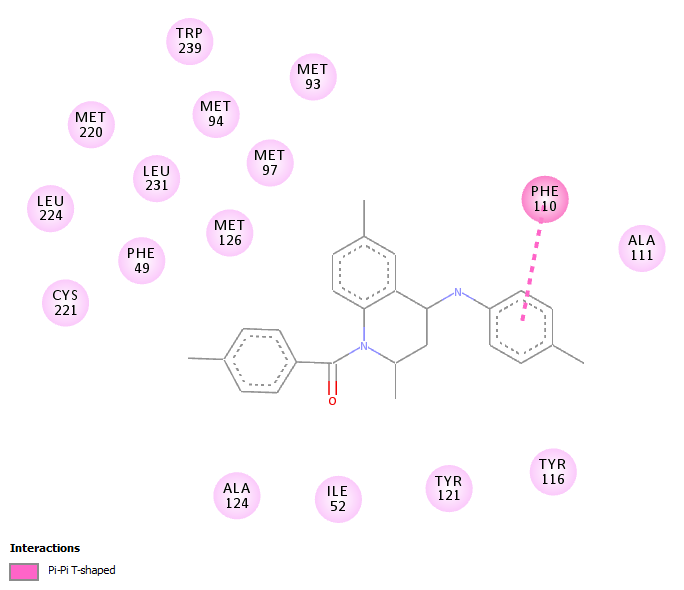 TRP
239
MET
93
MET
94
MET
220
MET
97
LEU
231
PHE
110
LEU
224
MET
126
ALA
111
PHE
49
CYS
221
N
N
O
TYR
116
TYR
121
ALA
124
ILE
52
Interactions
Pi-Pi T-shaped